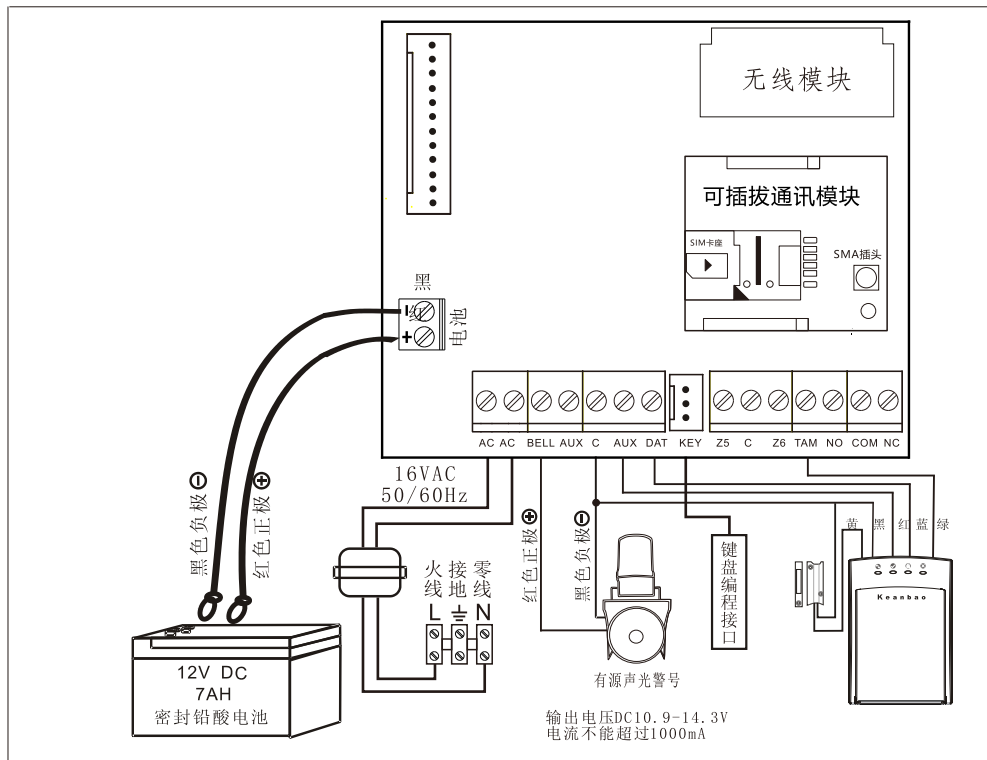 无线模块
可插拔通讯模块
SIM卡座
SMA插头
黑
- 红
+
电池
AC AC BELL AUX C AUX DAT KEY Z5 C Z6 TAM NO COM NC
16VAC
50/60Hz
黑色负极⊖
红色正极⊕
火线
接地
零线
L
N
红色正极⊕
黑色负极⊖
键盘编程接口
黄 黑 红 蓝 绿
Keanbao
12V DC
7AH
密封铅酸电池
有源声光警号
输出电压DC10.9-14.3V
电流不能超过1000mA